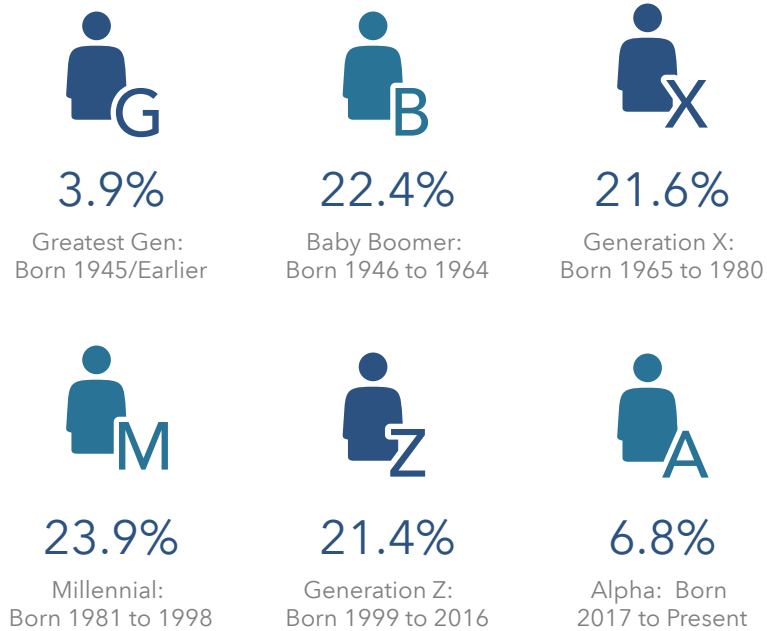 G
B
X
3.9%
22.4%
21.6%
Greatest Gen:
Born 1945/Earlier
Baby Boomer:
Born 1946 to 1964
Generation X:
Born 1965 to 1980
M
Z
A
23.9%
21.4%
6.8%
Millennial:
Born 1981 to 1998
Generation Z:
Born 1999 to 2016
Alpha:  Born
2017 to Present